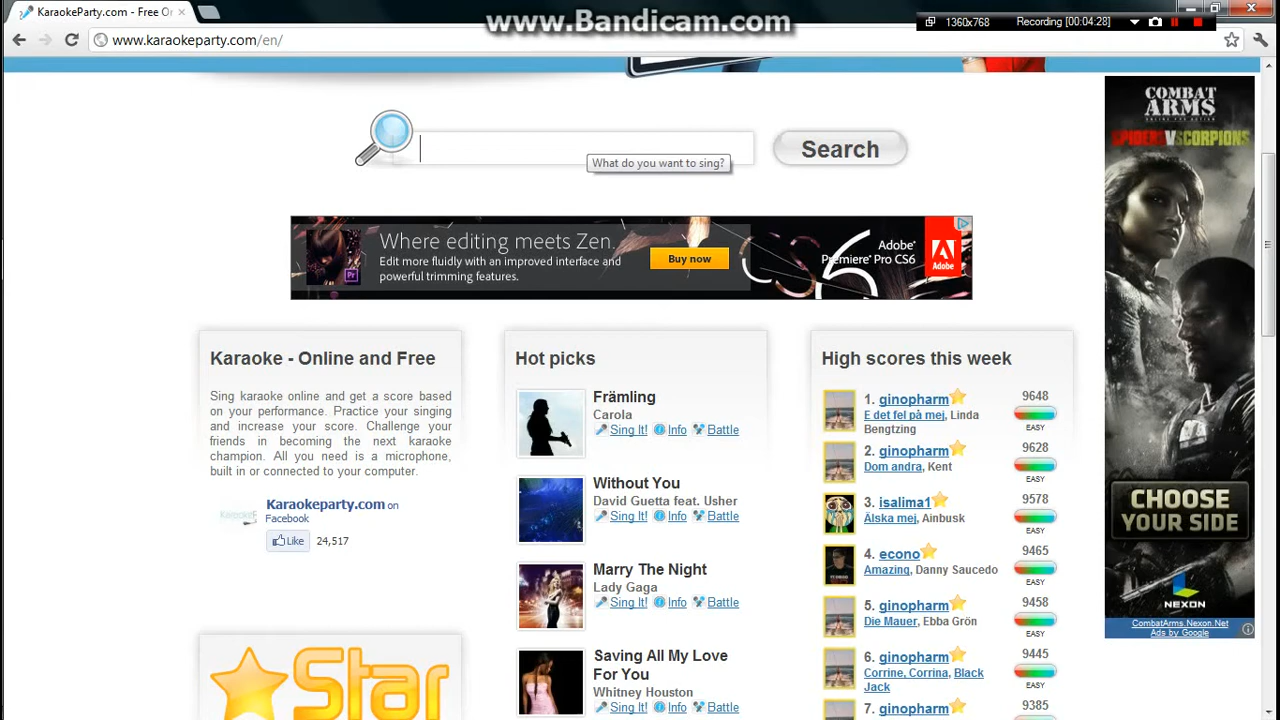 KaraokeParty.com - Free Or
www.Bandicam.com
1360x768
Recording [00:04:28]
www.karaokeparty.com/en/
Search
What do you want to sing?
Where editing meets Zen.
Edit more fluidly with an improved interface and
powerful trimming features.
Buy now
Pr
CS6
Adobe®
Premiere® Pro CS6
Adobe
COMBAT
ARMS
SPIDERS V SCORPIONS
CHOOSE
YOUR SIDE
NEXON
CombatArms.Nexon.Net
Ads by Google
Karaoke - Online and Free
Sing karaoke online and get a score based
on your performance. Practice your singing
and increase your score. Challenge your
friends in becoming the next karaoke
champion. All you need is a microphone,
built in or connected to your computer.
Karaokeparty.com on
Facebook
Like 24,517
Star
Hot picks
Främling
Carola
Sing It! Info Battle
Without You
David Guetta feat. Usher
Sing It! Info Battle
Marry The Night
Lady Gaga
Sing It! Info Battle
Saving All My Love
For You
Whitney Houston
Sing It! Info Battle
High scores this week
1. ginopharm 9648
E det fel på mej, Linda
Bengtzing
EASY
2. ginopharm 9628
Dom andra, Kent
EASY
3. isalima1 9578
Älska mej, Ainbusk
EASY
4. econo 9465
Amazing, Danny Saucedo
EASY
5. ginopharm 9458
Die Mauer, Ebba Grön
EASY
6. ginopharm 9445
Corrine, Corrina, Black
Jack
EASY
7. ginopharm 9385